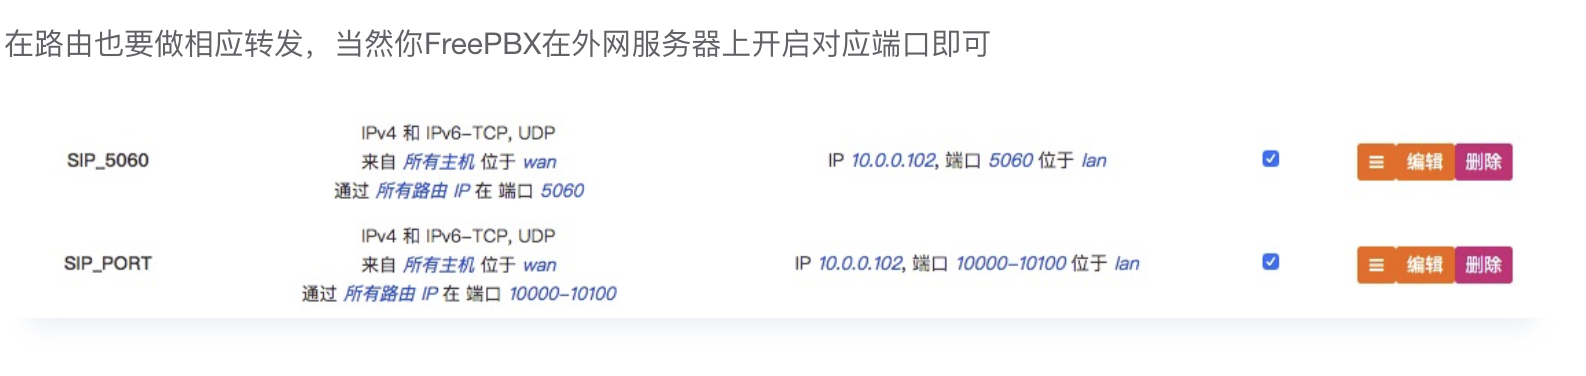 在路由也要做相应转发，当然你FreePBX在外网服务器上开启对应端口即可
IPv4 和 IPv6-TCP, UDP
SIP_5060 来自 所有主机 位于 wan IP 10.0.0.102, 端口 5060 位于 lan 编辑 删除
通过 所有路由 IP 在 端口 5060
IPv4 和 IPv6-TCP, UDP
SIP_PORT 来自 所有主机 位于 wan IP 10.0.0.102, 端口 10000-10100 位于 lan 编辑 删除
通过 所有路由 IP 在 端口 10000-10100